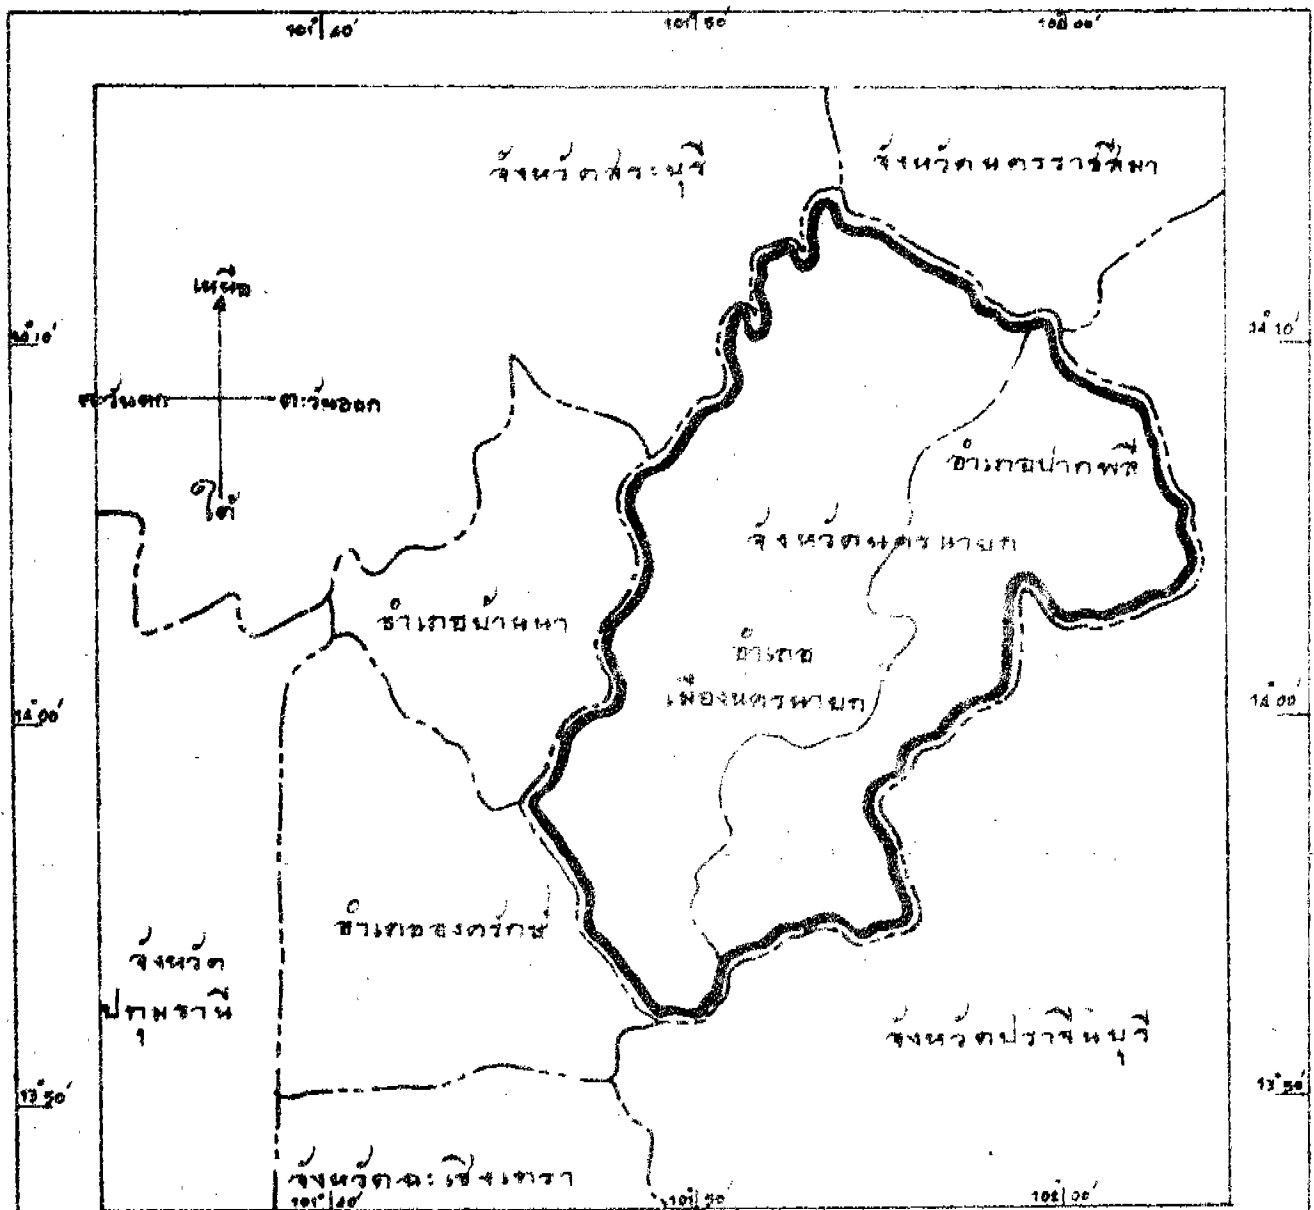 101° 40′ 101° 50′ 102° 00′
จังหวัดสระบุรี
จังหวัดนครราชสีมา
เหนือ
14° 10′ 14° 10′
ตะวันตก ตะวันออก
อำเภอปากพลี
ใต้
จังหวัดนครนายก
อำเภอบ้านนา
อำเภอ
เมืองนครนายก
14° 00′ 14° 00′
อำเภอองครักษ์
จังหวัด
ปทุมธานี
จังหวัดปราจีนบุรี
13° 50′ 13° 50′
จังหวัดฉะเชิงเทรา
101° 40′ 101° 50′ 102° 00′